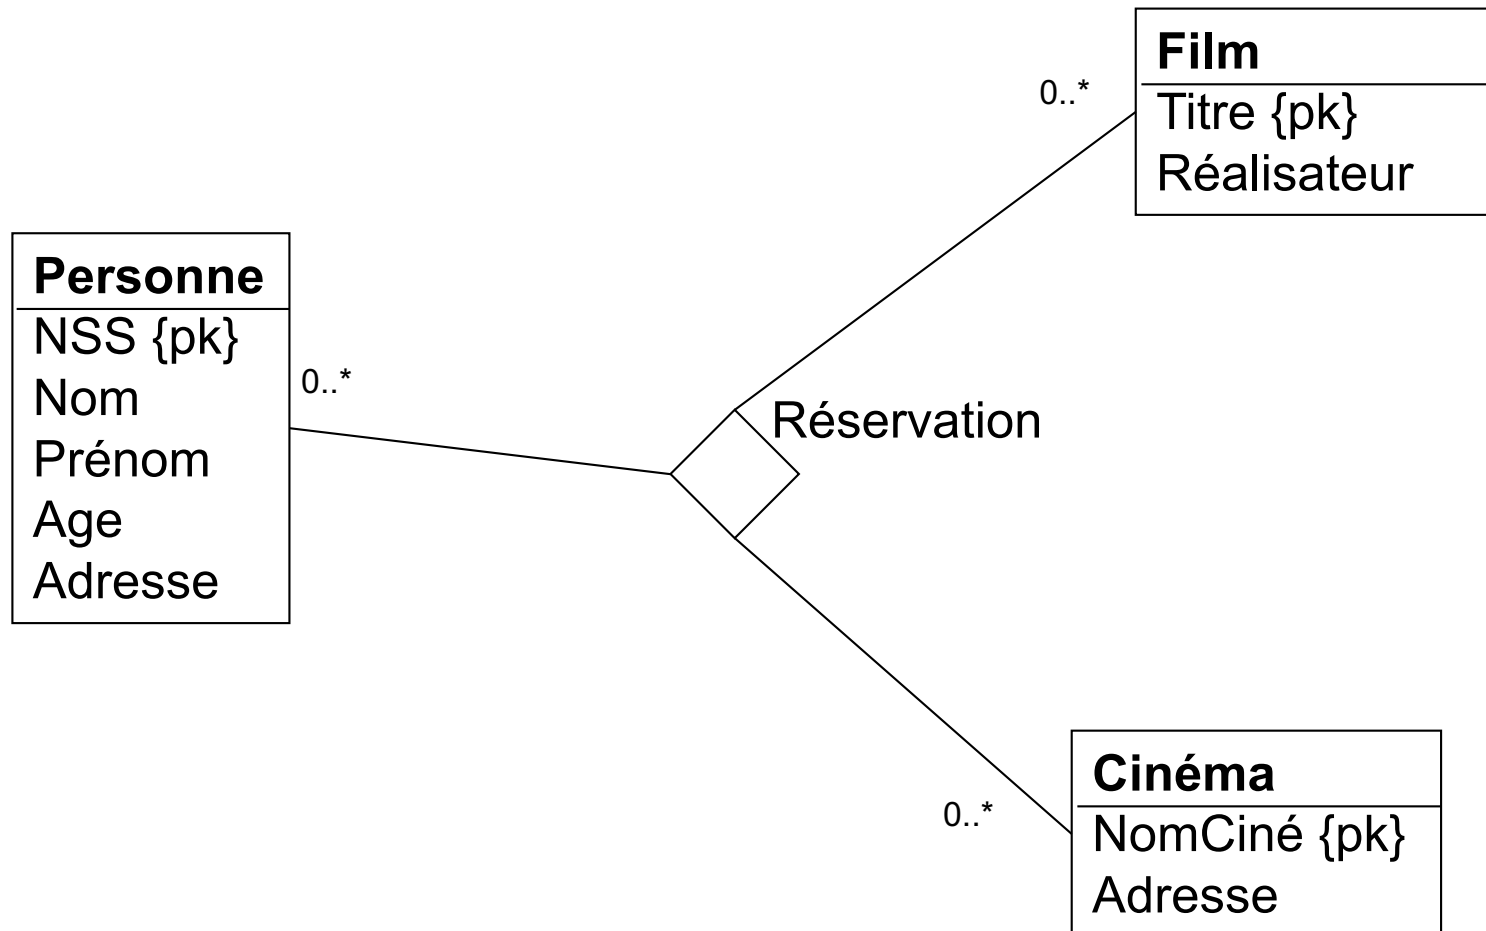 Film
0..*
Titre {pk}
Réalisateur
Personne
NSS {pk}
0..*
Nom
Réservation
Prénom
Age
Adresse
Cinéma
0..*
NomCiné {pk}
Adresse